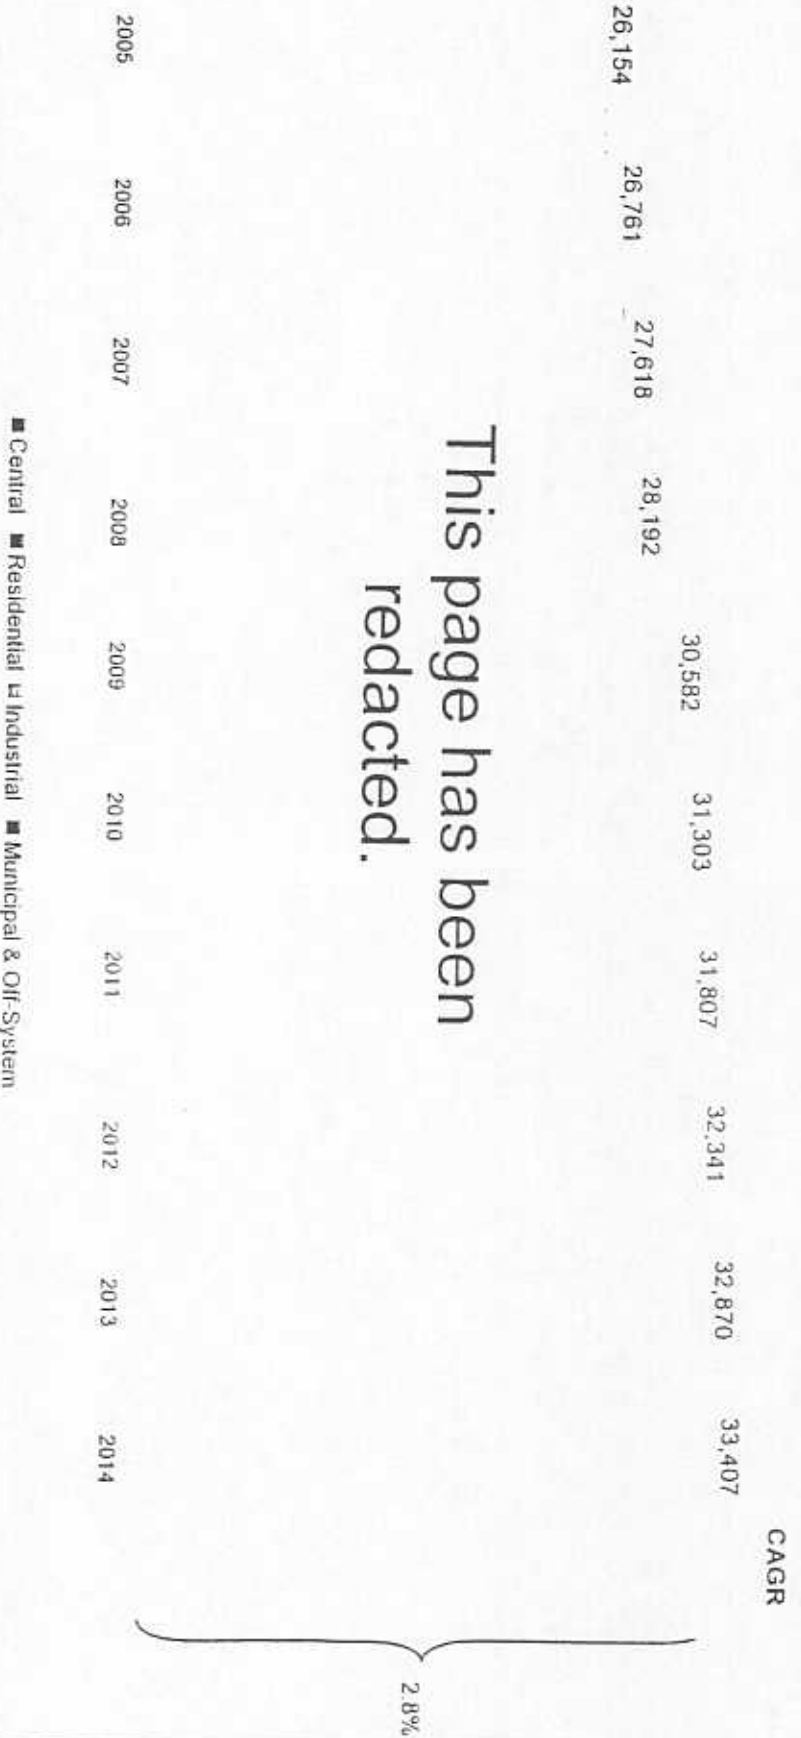 CAGR
26,154 26,761 27,618 28,192 30,582 31,303 31,807 32,341 32,870 33,407
This page has been
redacted.
2.8%
2005 2006 2007 2008 2009 2010 2011 2012 2013 2014
Central Residential Industrial Municipal & Off-System